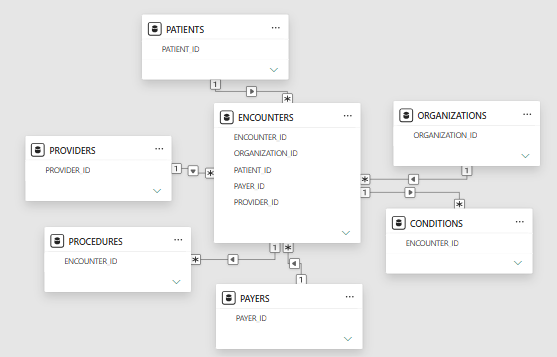 PATIENTS
PATIENT_ID
1
*
ENCOUNTERS
ENCOUNTER_ID
ORGANIZATION_ID
PATIENT_ID
PAYER_ID
PROVIDER_ID
ORGANIZATIONS
ORGANIZATION_ID
1
*
PROVIDERS
PROVIDER_ID
1
*
1
*
CONDITIONS
ENCOUNTER_ID
PROCEDURES
ENCOUNTER_ID
*
1
*
1
PAYERS
PAYER_ID